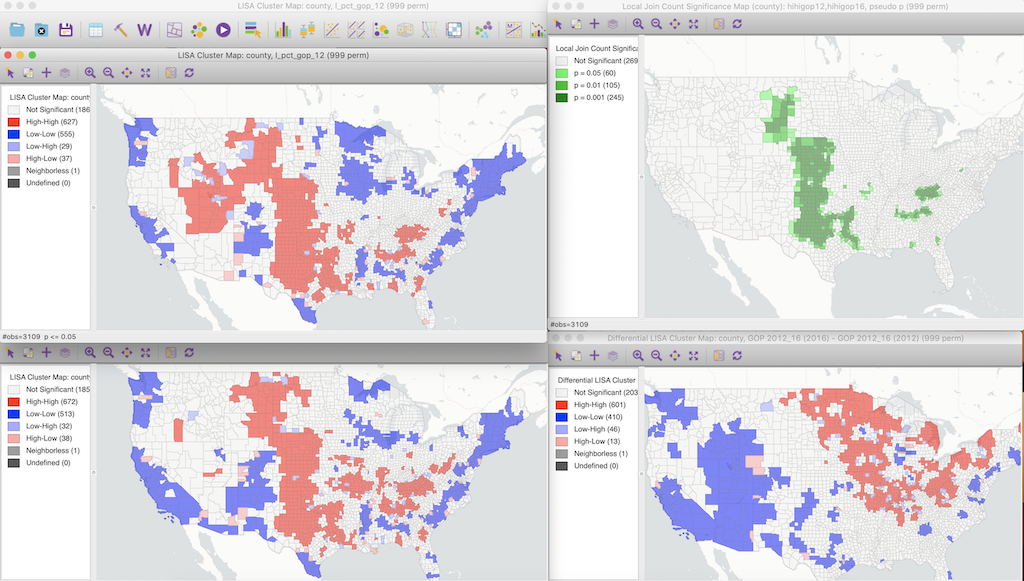 LISA Cluster Map: county, I_pct_gop_12 (999 perm)
W
LISA Cluster Map: county, I_pct_gop_12 (999 perm)
LISA Cluster Map: count
Not Significant (186
High-High (627)
Low-Low (555)
Low-High (29)
High-Low (37)
Neighborless (1)
Undefined (0)
#obs=3109 p <= 0.05
Local Join Count Significance Map (county): hihigop12,hihigop16, pseudo p (999 perm)
Local Join Count Significa
Not Significant (269
p = 0.05 (60)
p = 0.01 (105)
p = 0.001 (245)
#obs=3109
LISA Cluster Map: count
Not Significant (185
High-High (672)
Low-Low (513)
Low-High (32)
High-Low (38)
Neighborless (1)
Undefined (0)
Differential LISA Cluster Map: county, GOP 2012_16 (2016) - GOP 2012_16 (2012) (999 perm)
Differential LISA Cluster
Not Significant (203
High-High (601)
Low-Low (410)
Low-High (46)
High-Low (13)
Neighborless (1)
Undefined (0)